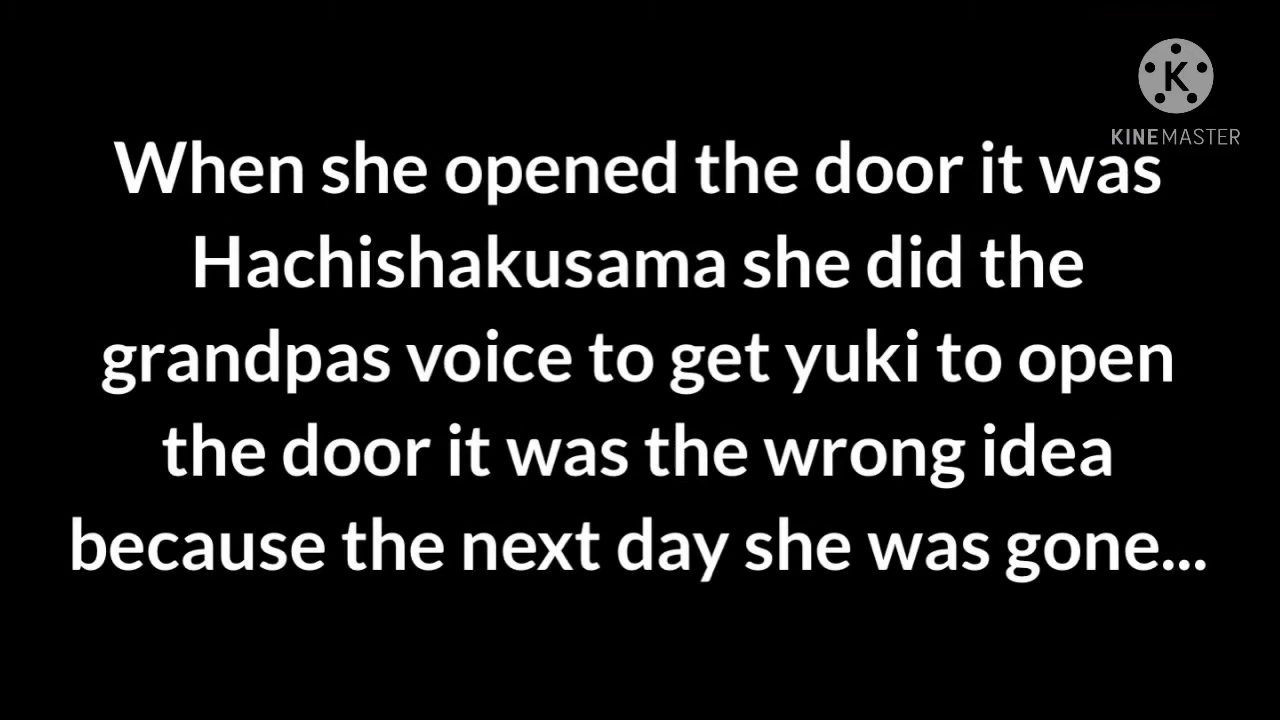 K
KINEMASTER
When she opened the door it was
Hachishakusama she did the
grandpas voice to get yuki to open
the door it was the wrong idea
because the next day she was gone...